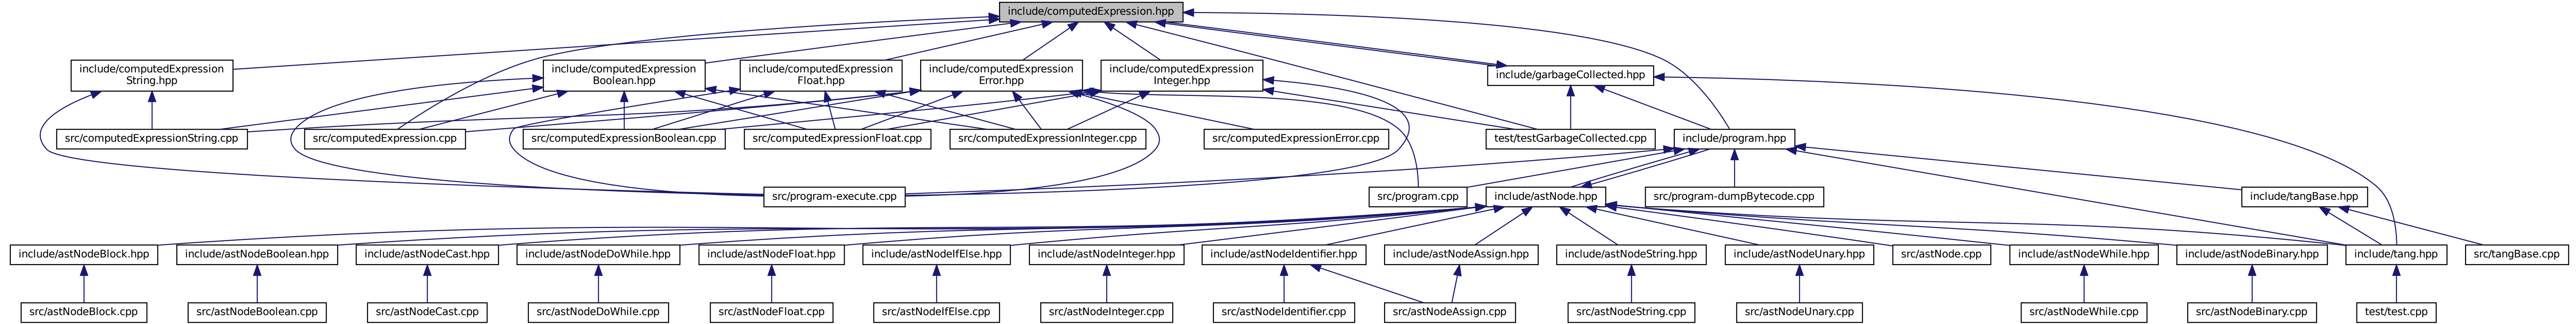 include/computedExpression.hpp
include/computedExpression
String.hpp
include/computedExpression
Boolean.hpp
include/computedExpression
Float.hpp
include/computedExpression
Error.hpp
include/computedExpression
Integer.hpp
include/garbageCollected.hpp
src/computedExpressionString.cpp
src/computedExpression.cpp
src/computedExpressionBoolean.cpp
src/computedExpressionFloat.cpp
src/computedExpressionInteger.cpp
src/computedExpressionError.cpp
test/testGarbageCollected.cpp
include/program.hpp
src/program-execute.cpp
src/program.cpp
include/astNode.hpp
src/program-dumpBytecode.cpp
include/tangBase.hpp
include/astNodeBlock.hpp
include/astNodeBoolean.hpp
include/astNodeCast.hpp
include/astNodeDoWhile.hpp
include/astNodeFloat.hpp
include/astNodeIfElse.hpp
include/astNodeInteger.hpp
include/astNodeIdentifier.hpp
include/astNodeAssign.hpp
include/astNodeString.hpp
include/astNodeUnary.hpp
src/astNode.cpp
include/astNodeWhile.hpp
include/astNodeBinary.hpp
include/tang.hpp
src/tangBase.cpp
src/astNodeBlock.cpp
src/astNodeBoolean.cpp
src/astNodeCast.cpp
src/astNodeDoWhile.cpp
src/astNodeFloat.cpp
src/astNodeIfElse.cpp
src/astNodeInteger.cpp
src/astNodeIdentifier.cpp
src/astNodeAssign.cpp
src/astNodeString.cpp
src/astNodeUnary.cpp
src/astNodeWhile.cpp
src/astNodeBinary.cpp
test/test.cpp